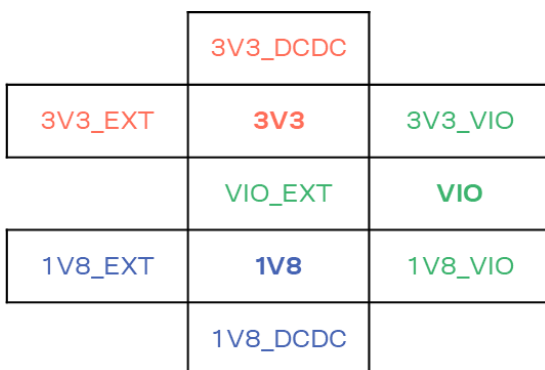 3V3_DCDC
3V3_EXT 3V3 3V3_VIO
VIO_EXT VIO
1V8_EXT 1V8 1V8_VIO
1V8_DCDC